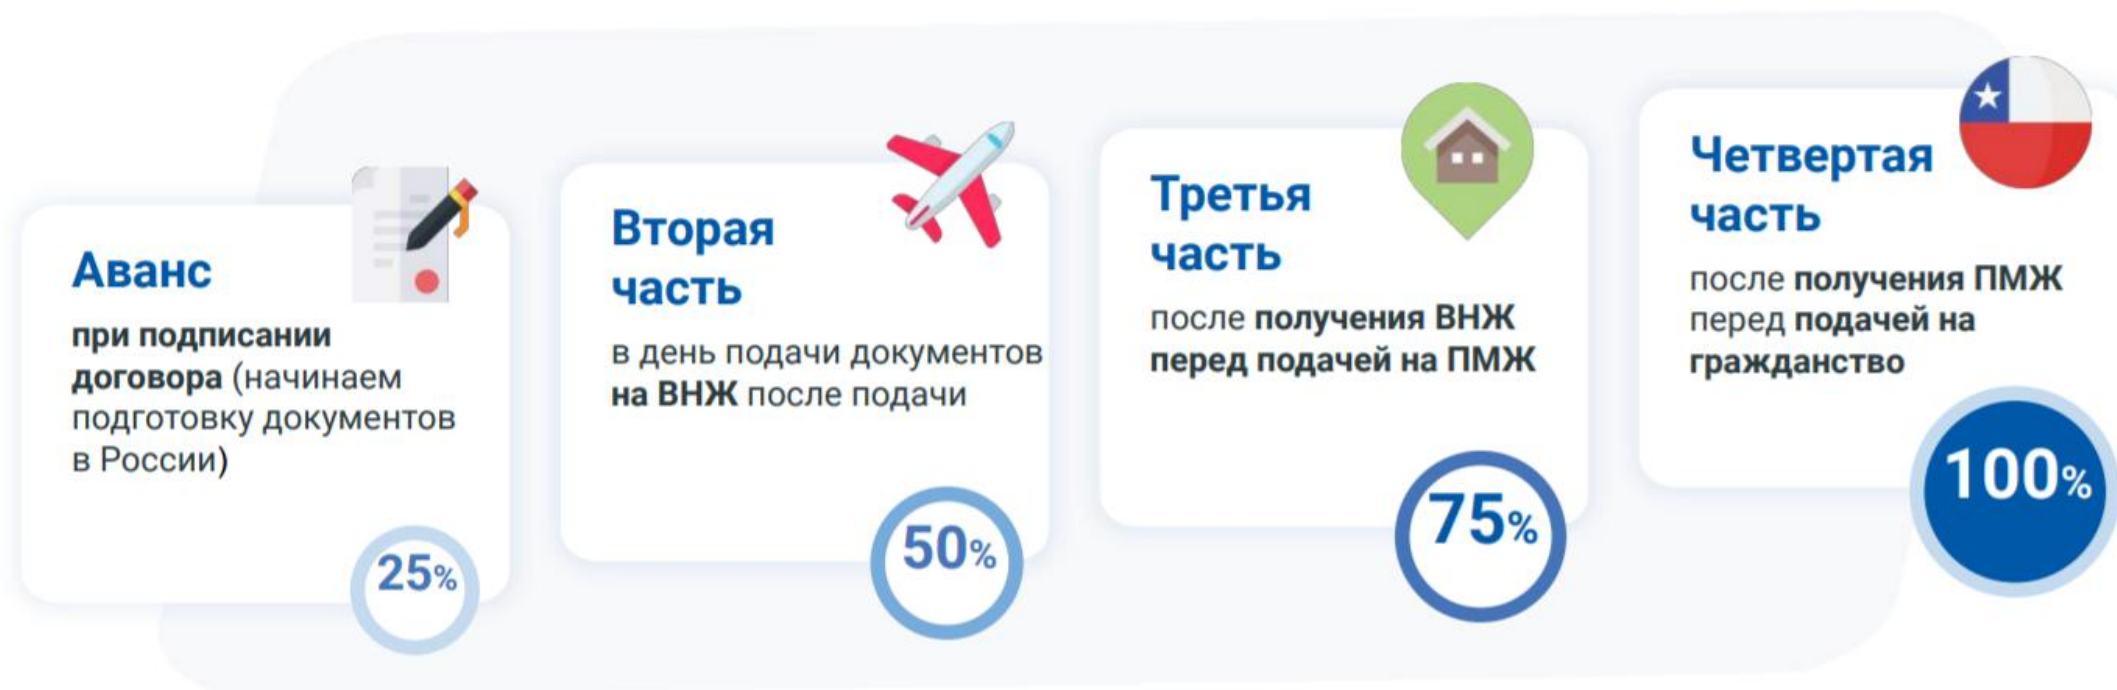 Аванс
при подписании
договора (начинаем
подготовку документов
в России)
25%
Вторая
часть
в день подачи документов
на ВНЖ после подачи
50%
Третья
часть
после получения ВНЖ
перед подачей на ПМЖ
75%
Четвертая
часть
после получения ПМЖ
перед подачей на
гражданство
100%